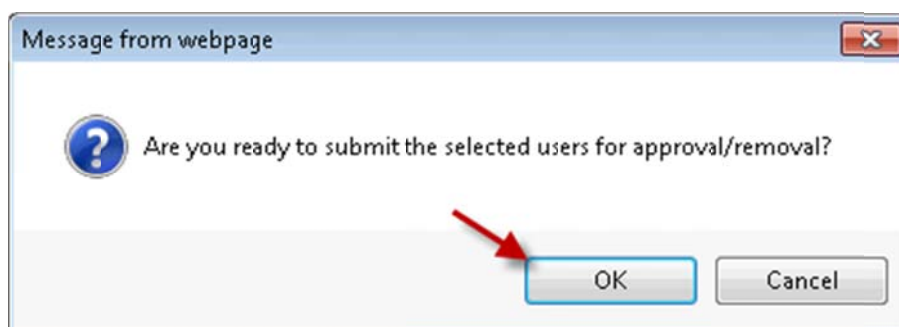 Message from webpage
Are you ready to submit the selected users for approval/removal?
OK
Cancel